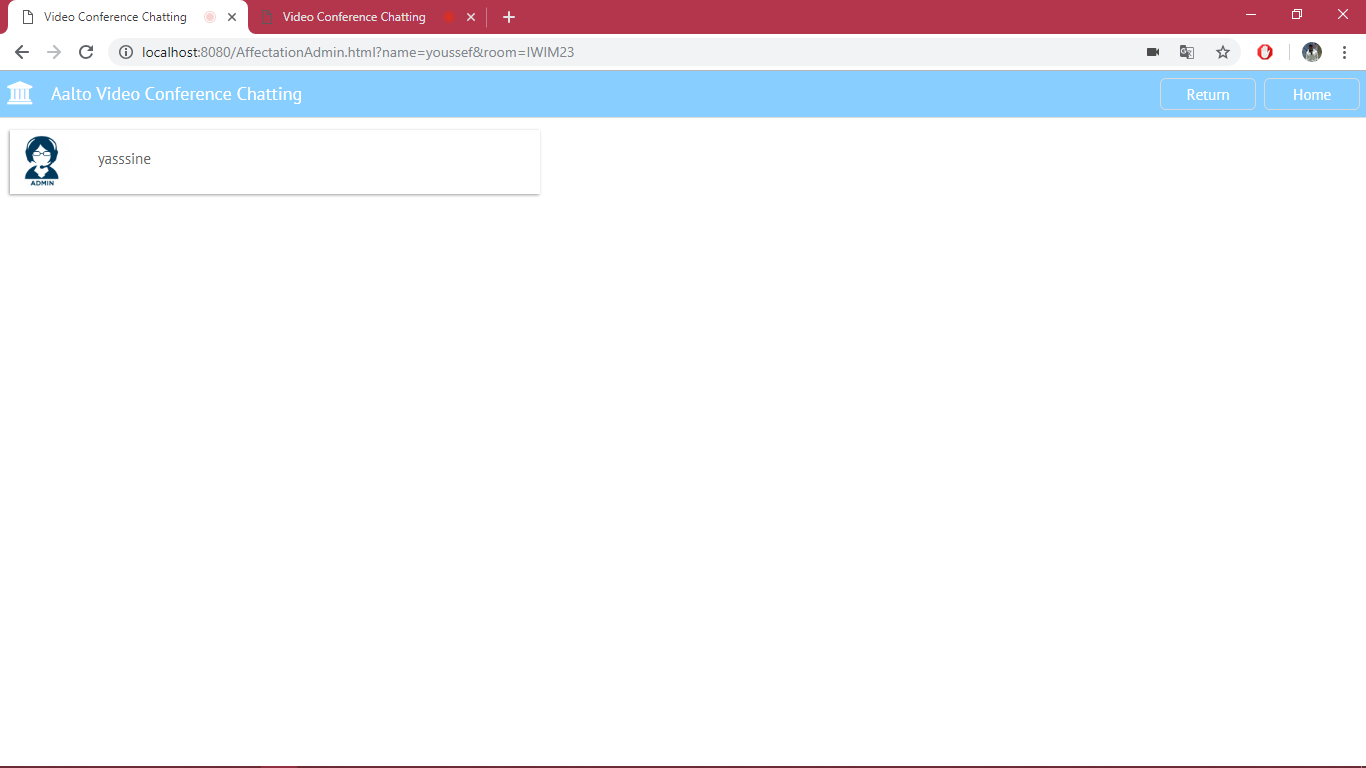 Video Conference Chatting
Video Conference Chatting
localhost:8080/AffectationAdmin.html?name=youssef&room=IWIM23
Aalto Video Conference Chatting
Return
Home
yasssine
ADMIN